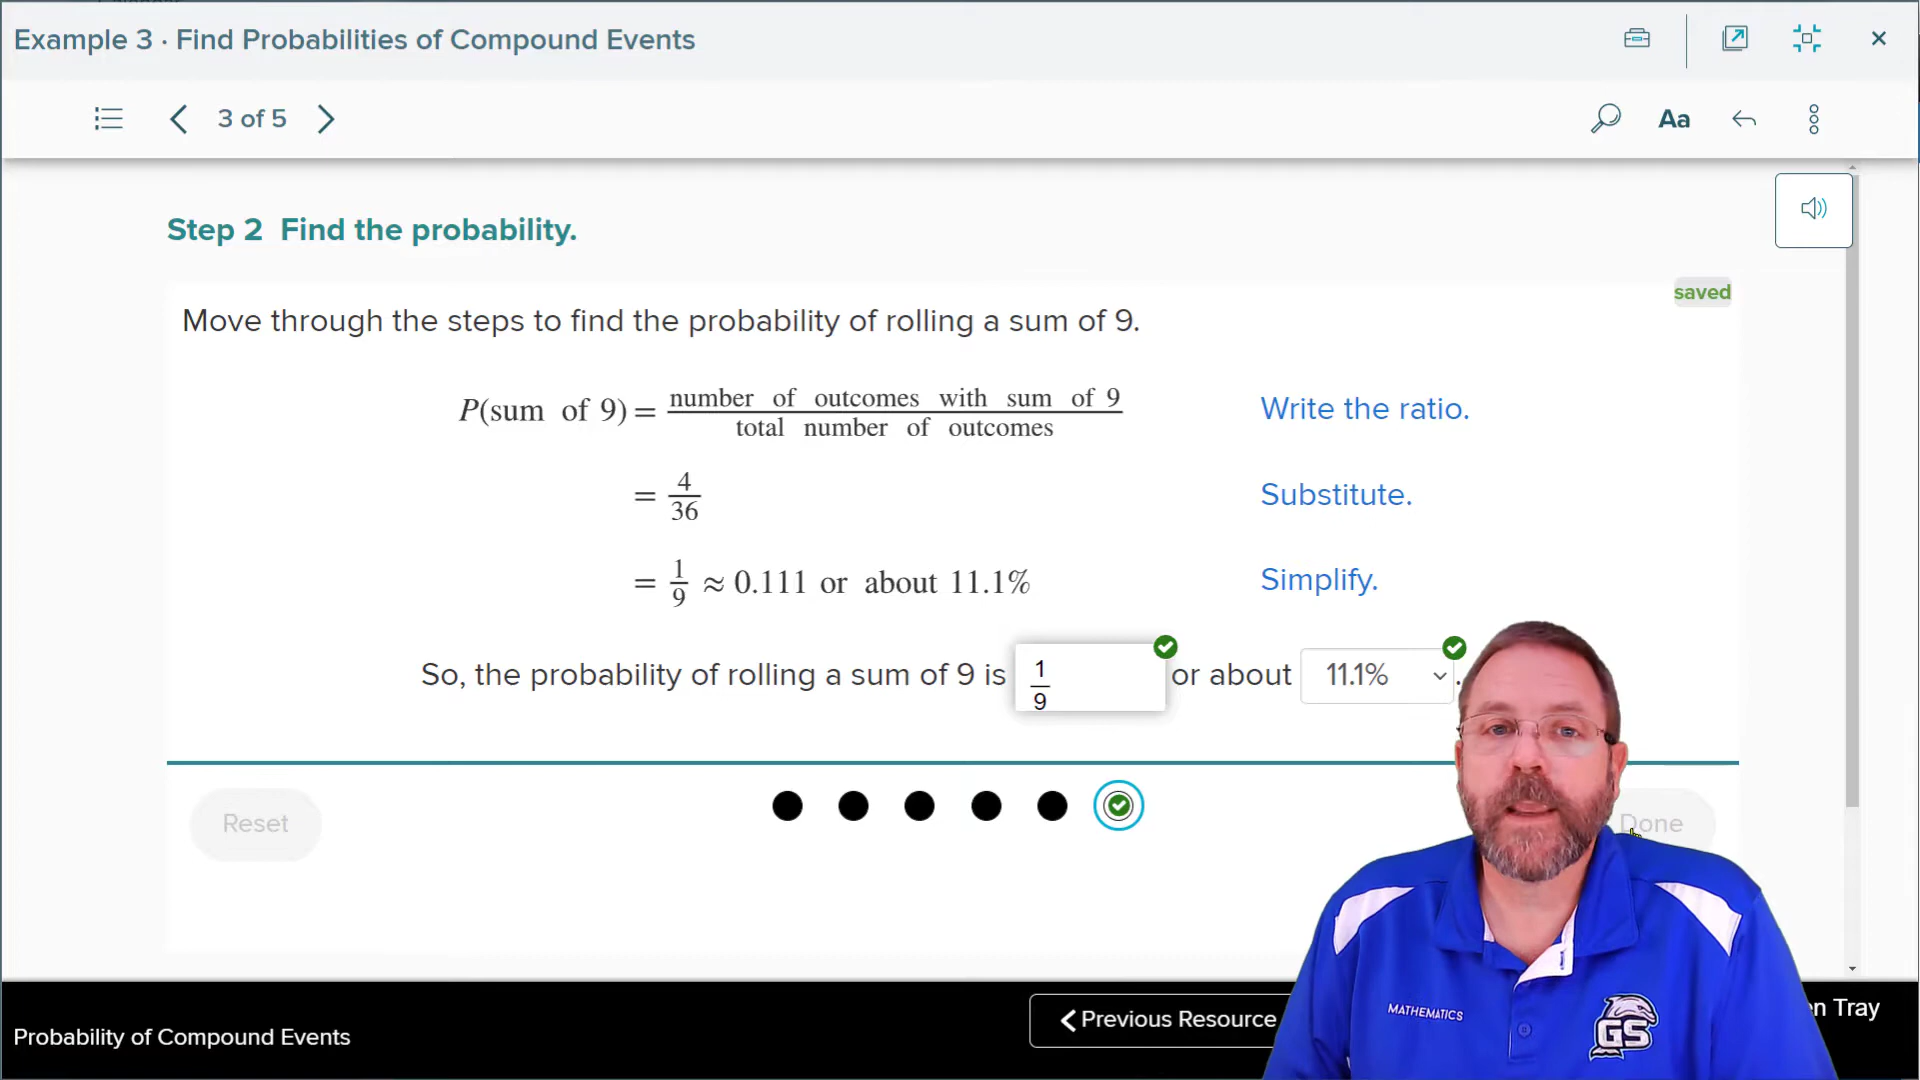 Example 3 · Find Probabilities of Compound Events
3 of 5
Aa
Step 2 Find the probability.
saved
Move through the steps to find the probability of rolling a sum of 9.
P(sum of 9) = number of outcomes with sum of 9 / total number of outcomes
Write the ratio.
= 4/36
Substitute.
= 1/9 ≈ 0.111 or about 11.1%
Simplify.
So, the probability of rolling a sum of 9 is 1/9 or about 11.1% .
Reset
Done
Probability of Compound Events
Previous Resource
Tray
MATHEMATICS
GS